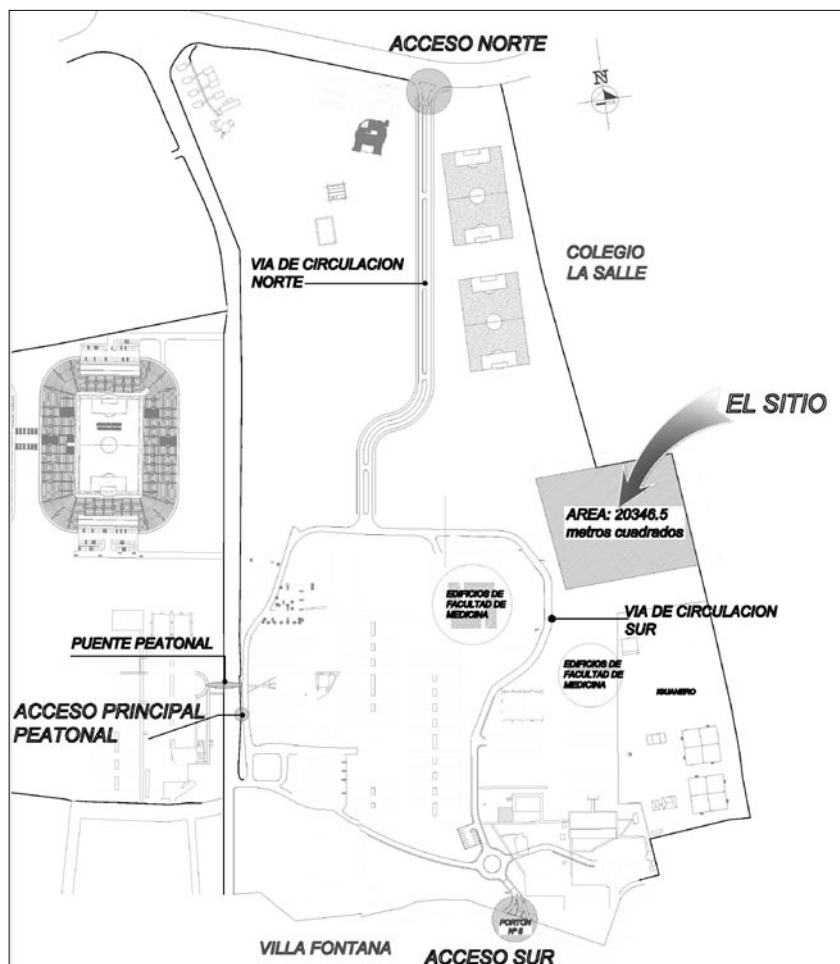 ACCESO NORTE
N
VIA DE CIRCULACION
NORTE
COLEGIO
LA SALLE
EL SITIO
AREA: 20346.5
metros cuadrados
EDIFICIOS DE
FACULTAD DE
MEDICINA
VIA DE CIRCULACION
SUR
PUENTE PEATONAL
EDIFICIOS DE
FACULTAD DE
MEDICINA
IGUANERO
ACCESO PRINCIPAL
PEATONAL
PORTON
Nº 5
VILLA FONTANA
ACCESO SUR